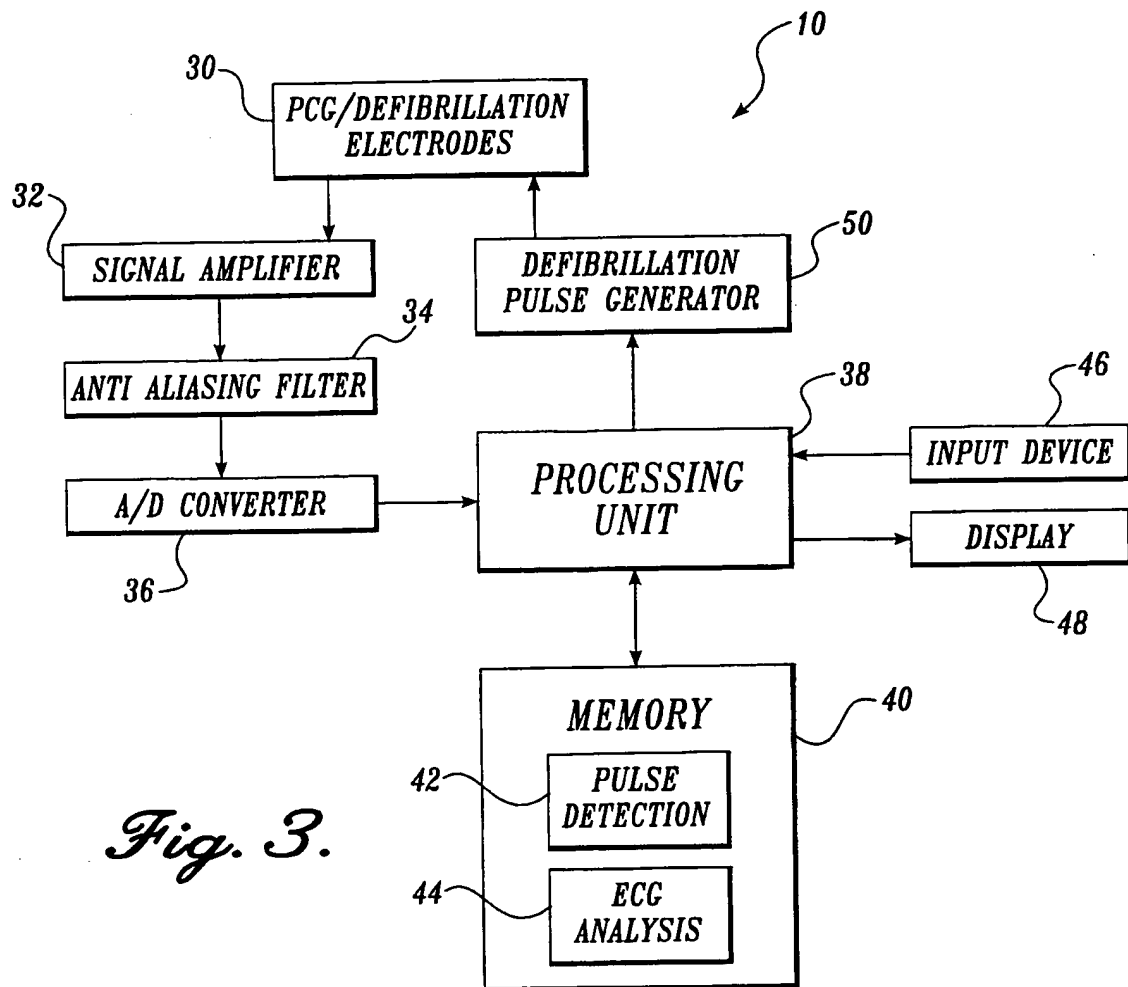 10
30
PCG/DEFIBRILLATION
ELECTRODES
32
SIGNAL AMPLIFIER
50
DEFIBRILLATION
PULSE GENERATOR
34
ANTI ALIASING FILTER
38
46
PROCESSING
UNIT
INPUT DEVICE
A/D CONVERTER
36
DISPLAY
48
MEMORY
40
42
PULSE
DETECTION
44
ECG
ANALYSIS
Fig. 3.